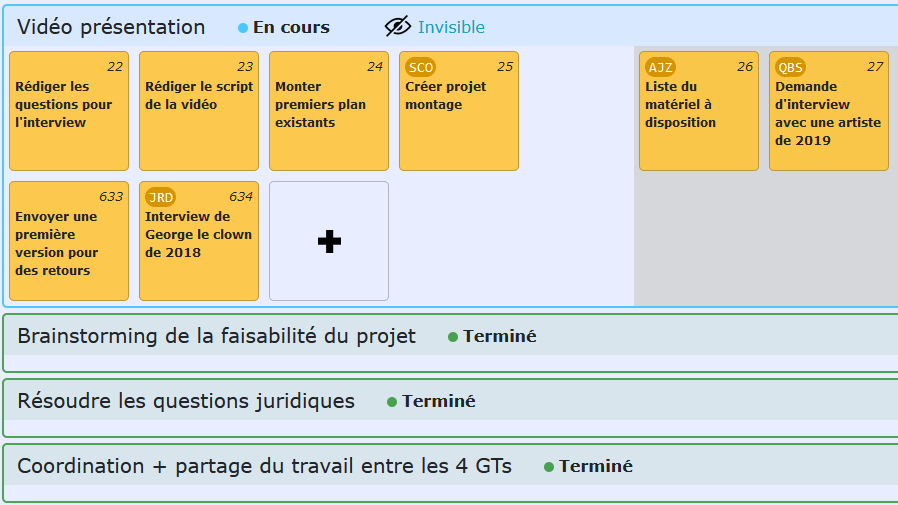 Vidéo présentation En cours Invisible
22
Rédiger les
questions pour
l'interview
23
Rédiger le script
de la vidéo
24
Monter
premiers plan
existants
SCO 25
Créer projet
montage
AJZ 26
Liste du
matériel à
disposition
QBS 27
Demande
d'interview
avec une artiste
de 2019
633
Envoyer une
première
version pour
des retours
JRD 634
Interview de
George le clown
de 2018
Brainstorming de la faisabilité du projet Terminé
Résoudre les questions juridiques Terminé
Coordination + partage du travail entre les 4 GTs Terminé